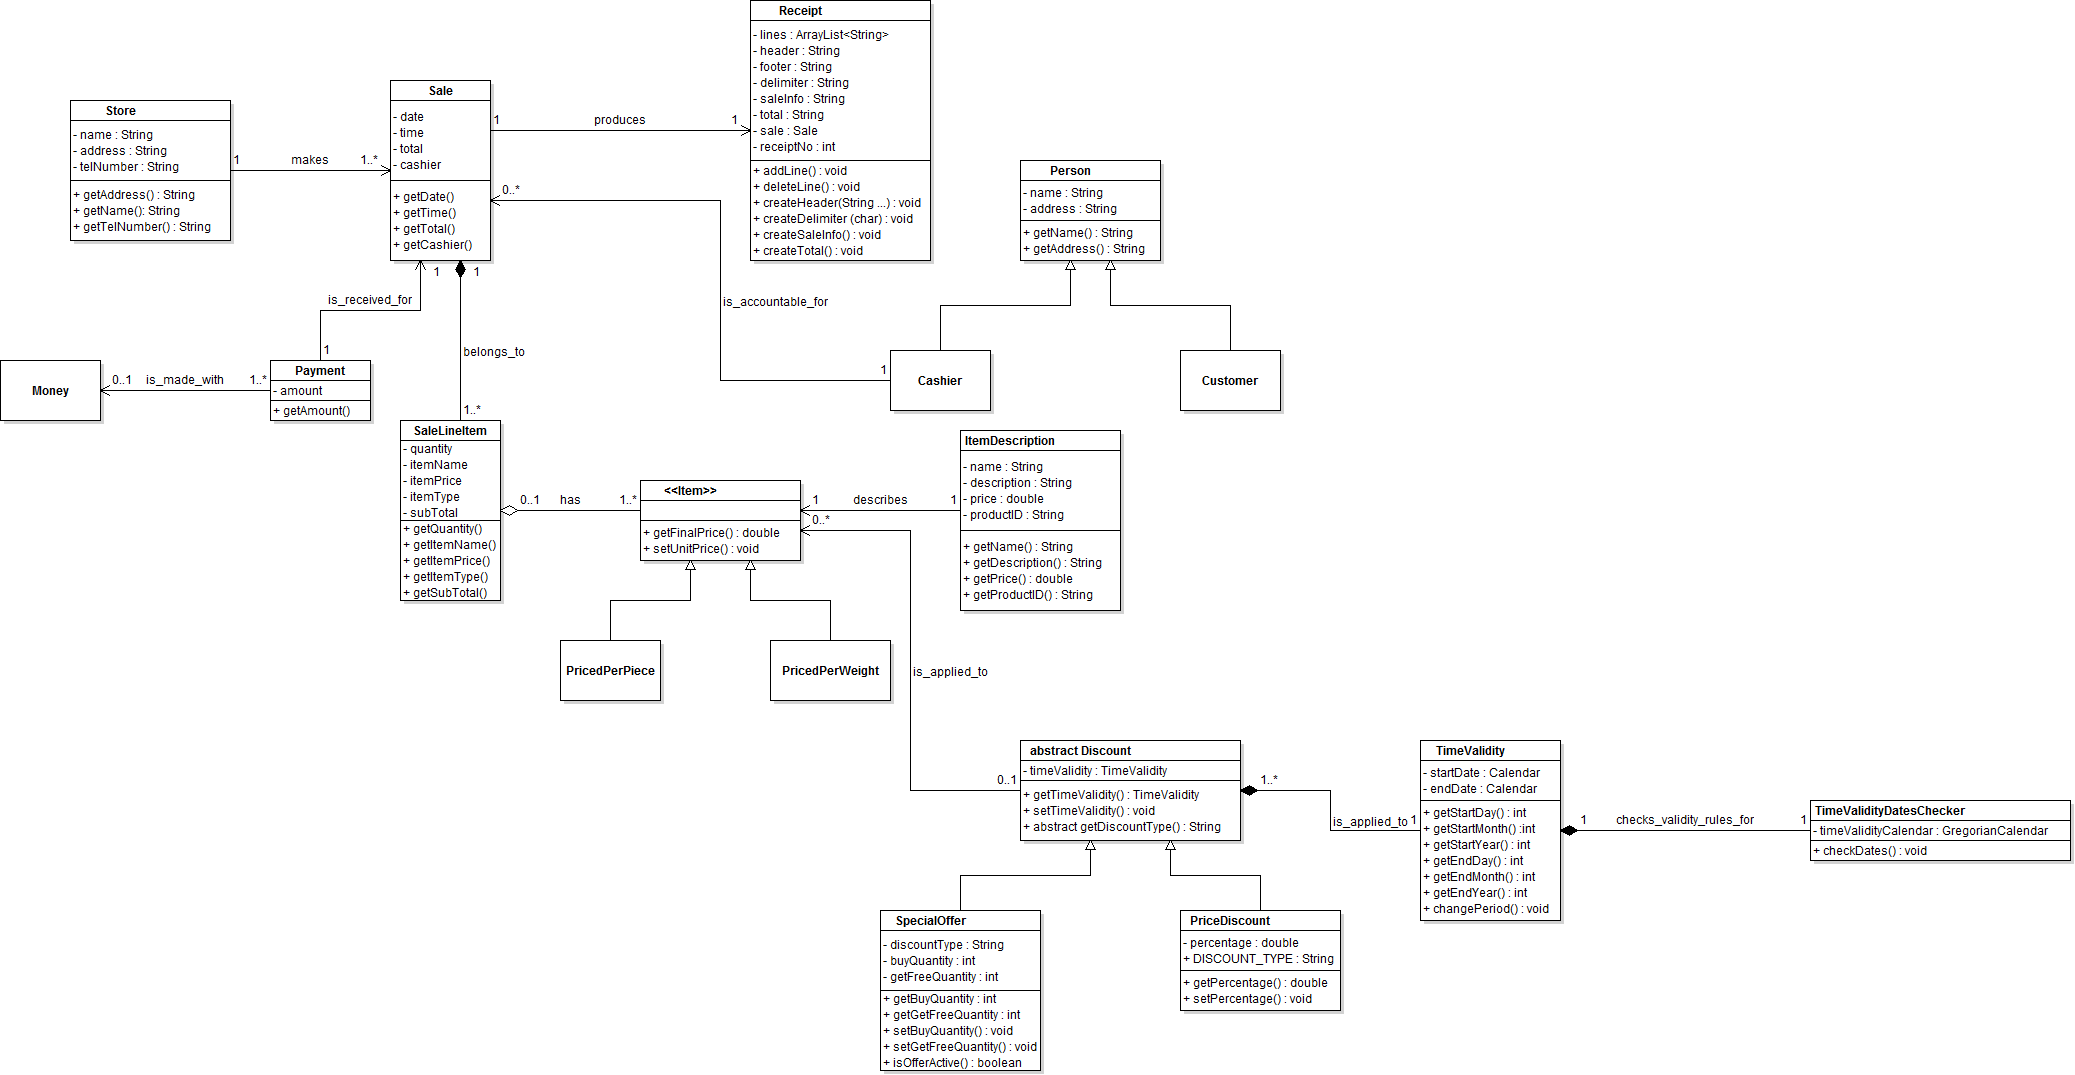 Receipt
- lines : ArrayList<String>
- header : String
- footer : String
- delimiter : String
- saleInfo : String
- total : String
- sale : Sale
- receiptNo : int
+ addLine() : void
+ deleteLine() : void
+ createHeader(String ...) : void
+ createDelimiter (char) : void
+ createSaleInfo() : void
+ createTotal() : void
Sale
- date
- time
- total
- cashier
+ getDate()
+ getTime()
+ getTotal()
+ getCashier()
Store
- name : String
- address : String
- telNumber : String
+ getAddress() : String
+ getName(): String
+ getTelNumber() : String
1 makes 1..*
1 produces 1
Person
- name : String
- address : String
+ getName() : String
+ getAddress() : String
0..*
is_accountable_for
1
Cashier
Customer
1
is_received_for
1
1
belongs_to
1..*
Money
0..1 is_made_with 1..*
Payment
- amount
+ getAmount()
SaleLineItem
- quantity
- itemName
- itemPrice
- itemType
- subTotal
+ getQuantity()
+ getItemName()
+ getItemPrice()
+ getItemType()
+ getSubTotal()
0..1 has 1..*
<<Item>>
+ getFinalPrice() : double
+ setUnitPrice() : void
1 describes 1
ItemDescription
- name : String
- description : String
- price : double
- productID : String
+ getName() : String
+ getDescription() : String
+ getPrice() : double
+ getProductID() : String
PricedPerPiece
PricedPerWeight
0..*
is_applied_to
0..1
abstract Discount
- timeValidity : TimeValidity
+ getTimeValidity() : TimeValidity
+ setTimeValidity() : void
+ abstract getDiscountType() : String
1..*
is_applied_to 1
TimeValidity
- startDate : Calendar
- endDate : Calendar
+ getStartDay() : int
+ getStartMonth() :int
+ getStartYear() : int
+ getEndDay() : int
+ getEndMonth() : int
+ getEndYear() : int
+ changePeriod() : void
1 checks_validity_rules_for 1
TimeValidityDatesChecker
- timeValidityCalendar : GregorianCalendar
+ checkDates() : void
SpecialOffer
- discountType : String
- buyQuantity : int
- getFreeQuantity : int
+ getBuyQuantity : int
+ getGetFreeQuantity : int
+ setBuyQuantity() : void
+ setGetFreeQuantity() : void
+ isOfferActive() : boolean
PriceDiscount
- percentage : double
+ DISCOUNT_TYPE : String
+ getPercentage() : double
+ setPercentage() : void